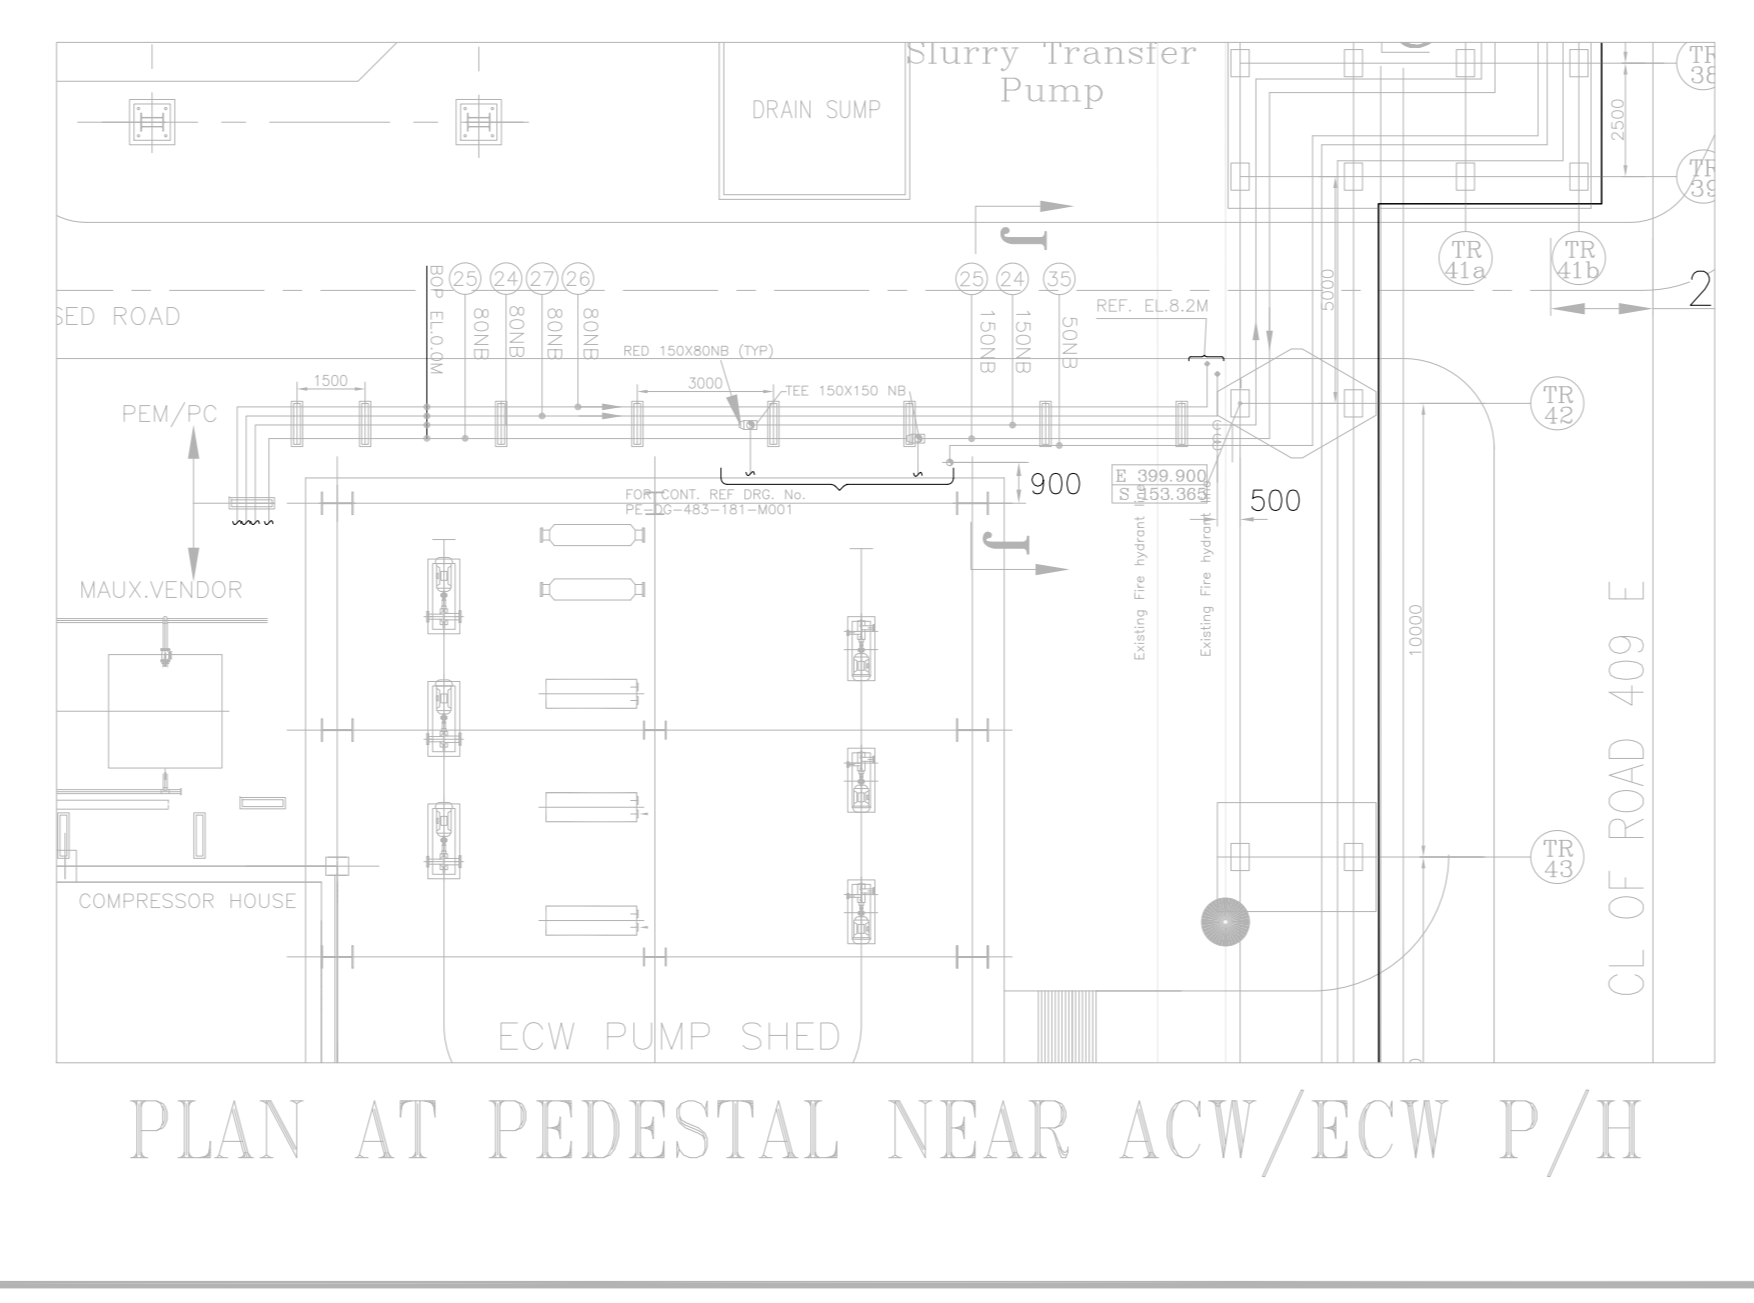 Slurry Transfer
Pump
DRAIN SUMP
2500
TR
41a
TR
41b
2
5000
25
24
27
26
25
24
35
BOP EL.0.0M
80NB
80NB
80NB
80NB
150NB
150NB
50NB
REF. EL.8.2M
SED ROAD
RED 150X80NB (TYP)
1500
3000
TEE 150X150 NB
PEM/PC
TR
42
900
E 399.900
S 153.365
500
FOR CONT. REF DRG. No.
PE-DG-483-181-M001
J
J
MAUX.VENDOR
Existing Fire hydrant line
Existing Fire hydrant line
10000
CL OF ROAD 409 E
TR
43
COMPRESSOR HOUSE
ECW PUMP SHED
PLAN AT PEDESTAL NEAR ACW/ECW P/H